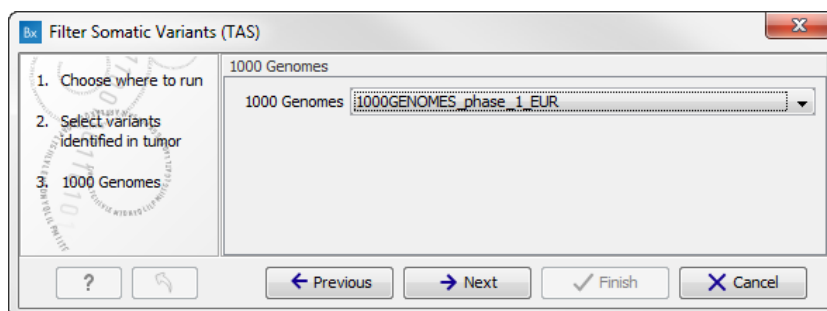 Bx Filter Somatic Variants (TAS)
1. Choose where to run
2. Select variants
identified in tumor
3. 1000 Genomes
1000 Genomes
1000 Genomes 1000GENOMES_phase_1_EUR
? Previous Next Finish Cancel